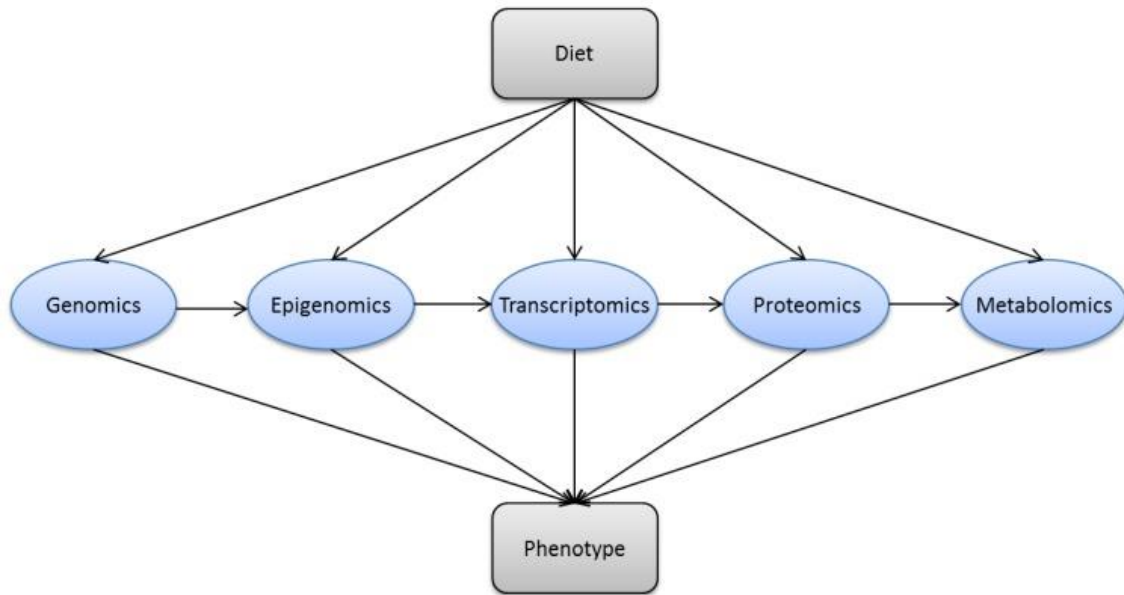 Diet
Genomics
Epigenomics
Transcriptomics
Proteomics
Metabolomics
Phenotype